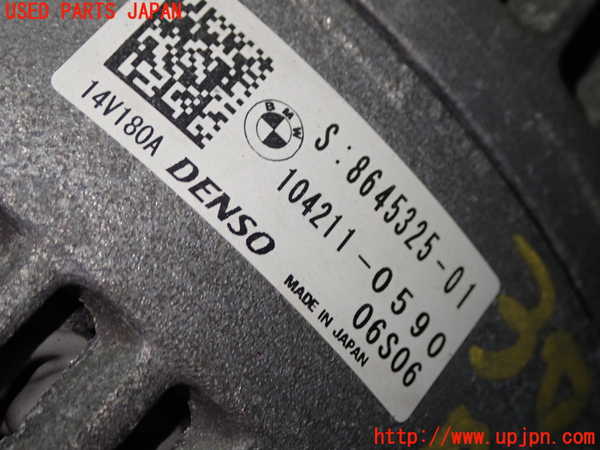 USED PARTS JAPAN
14V180A
BMW
S:8645325-01
DENSO
104211-0590
MADE IN JAPAN
06S06
http://www.upjpn.com/